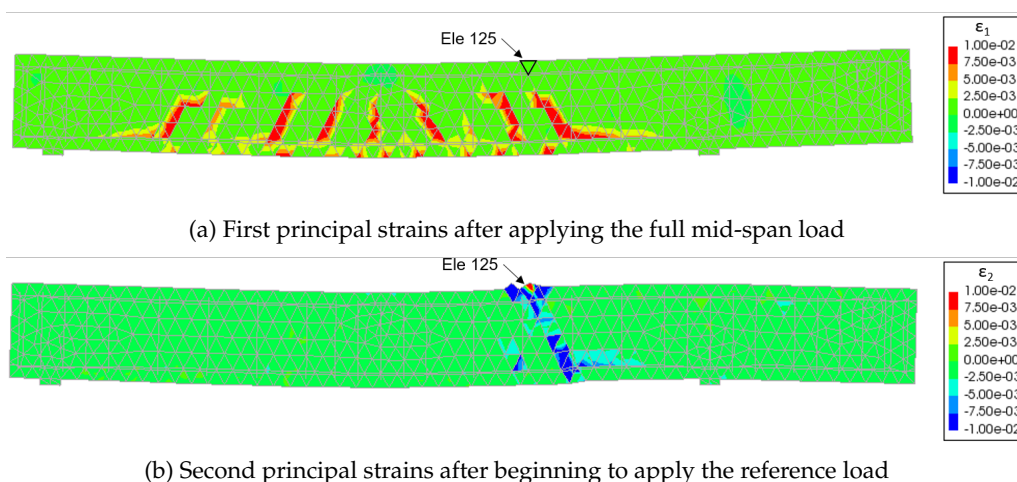 Ele 125
ε₁
1.00e-02
7.50e-03
5.00e-03
2.50e-03
0.00e+00
-2.50e-03
-5.00e-03
-7.50e-03
-1.00e-02
(a) First principal strains after applying the full mid-span load
Ele 125
ε₂
1.00e-02
7.50e-03
5.00e-03
2.50e-03
0.00e+00
-2.50e-03
-5.00e-03
-7.50e-03
-1.00e-02
(b) Second principal strains after beginning to apply the reference load